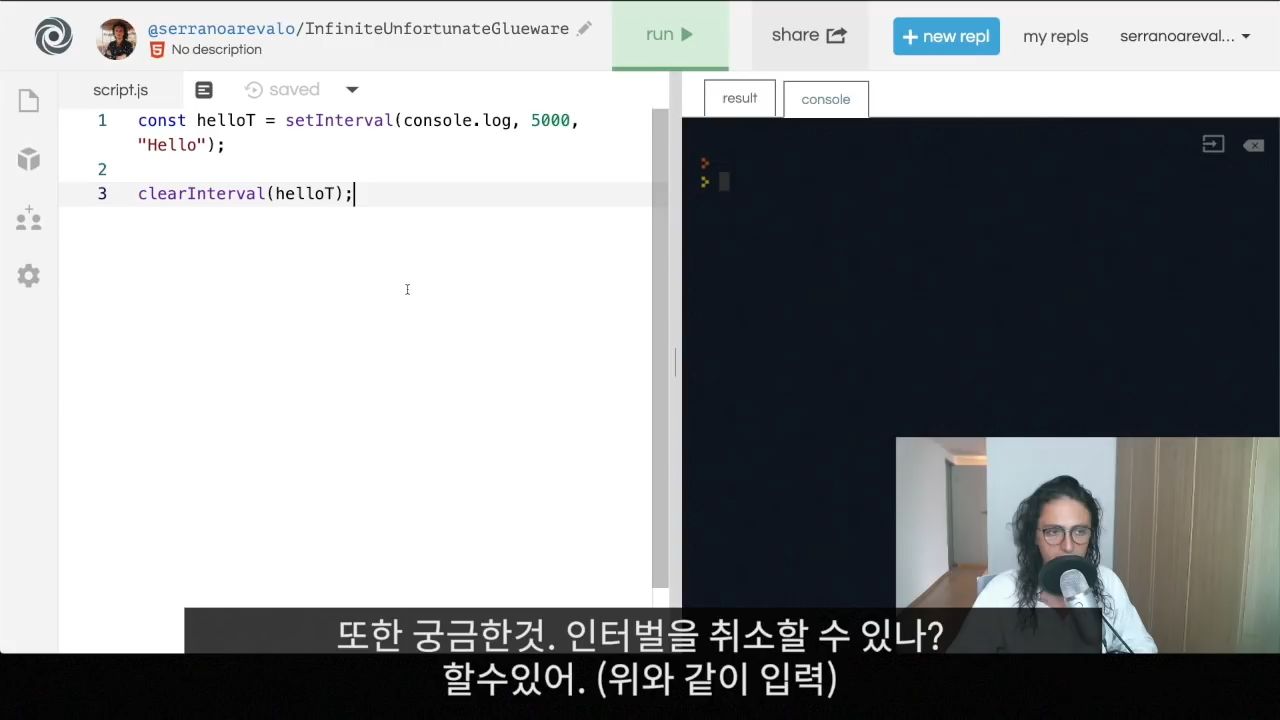 @serranoarevalo/InfiniteUnfortunateGlueware
No description
run
share
+ new repl
my repls
serranoareval...
script.js
saved
result
console
1 const helloT = setInterval(console.log, 5000,
"Hello");
2
3 clearInterval(helloT);
또한 궁금한것. 인터벌을 취소할 수 있나?
할수있어. (위와 같이 입력)